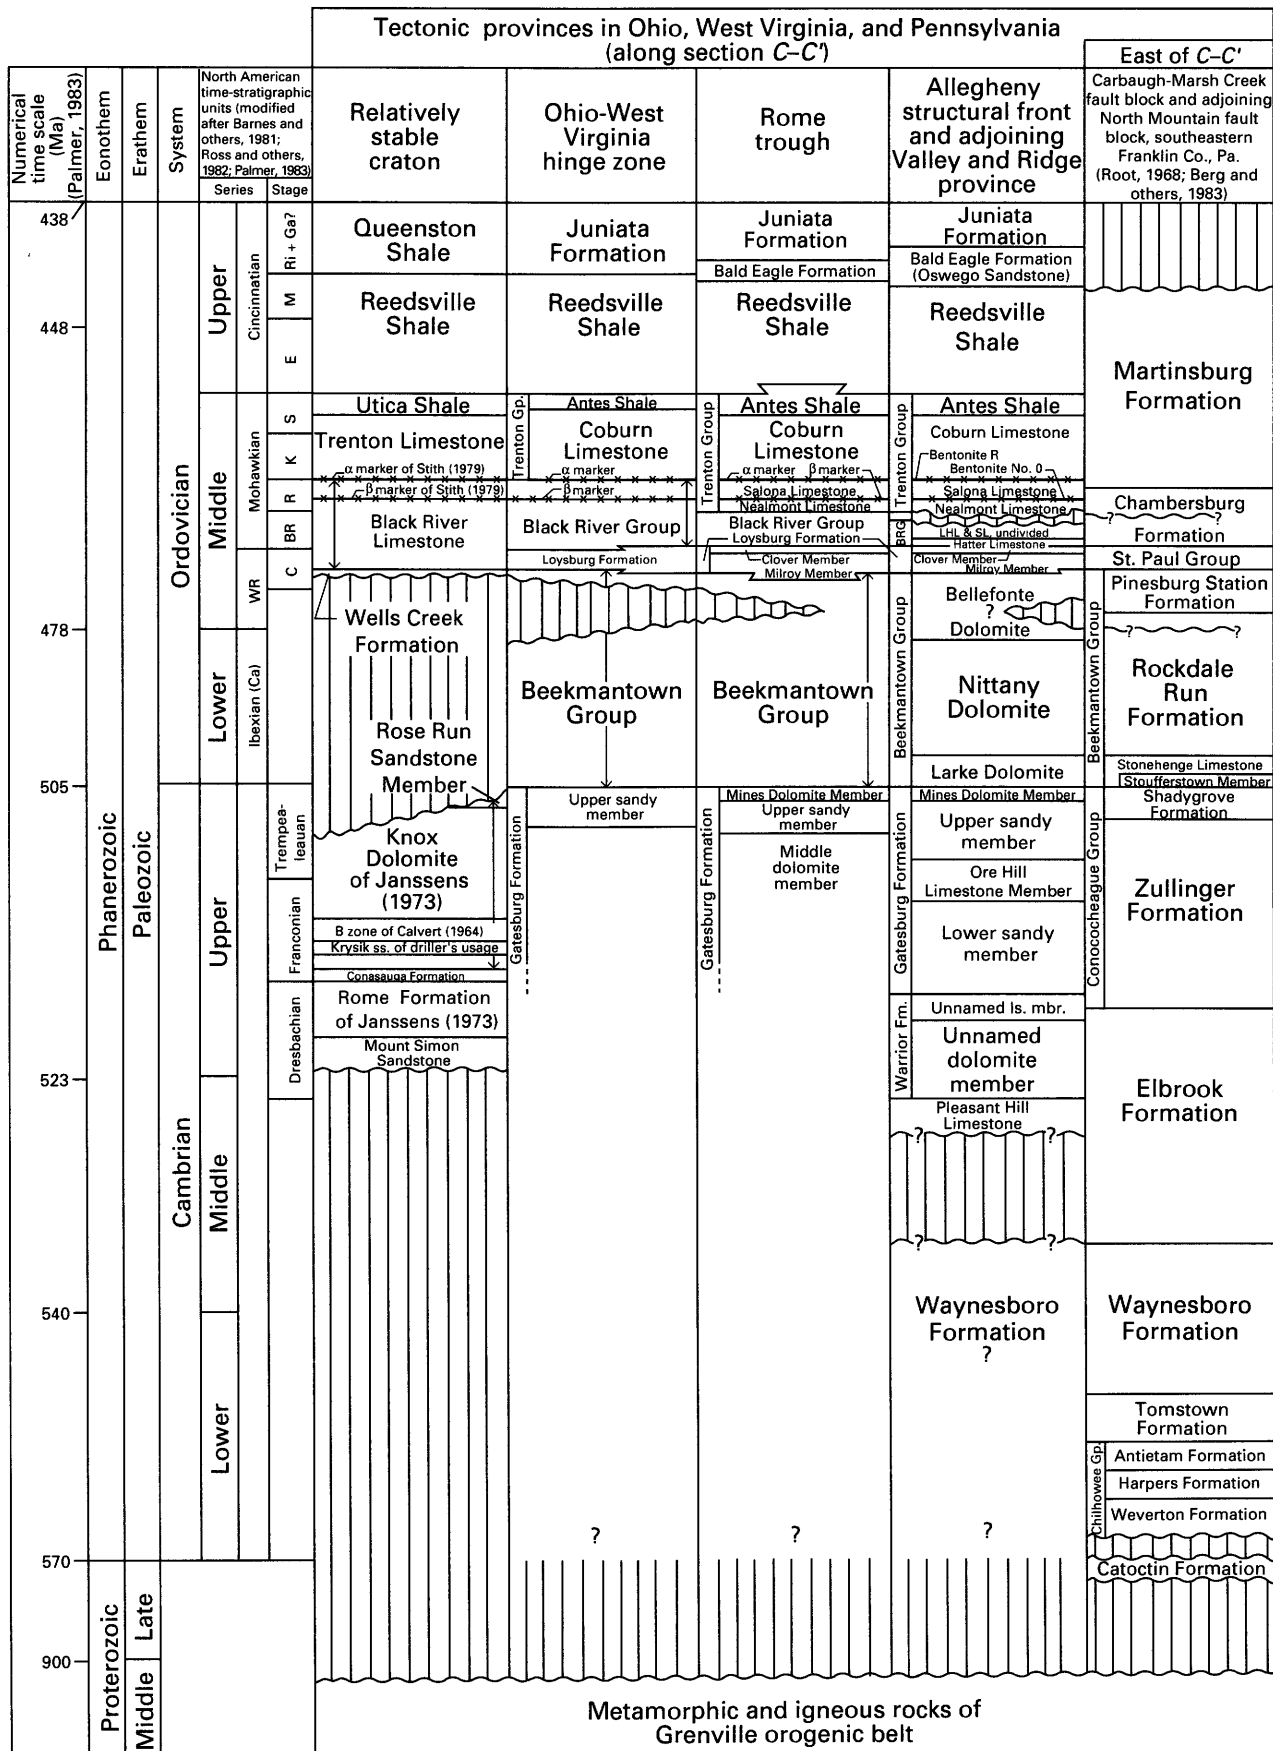 Tectonic provinces in Ohio, West Virginia, and Pennsylvania
(along section C–C')
East of C–C'
Numerical
time scale
(Ma)
(Palmer, 1983)
Eonothem
Erathem
System
North American
time-stratigraphic
units (modified
after Barnes and
others, 1981;
Ross and others,
1982; Palmer, 1983)
Series
Stage
Relatively
stable
craton
Ohio-West
Virginia
hinge zone
Rome
trough
Allegheny
structural front
and adjoining
Valley and Ridge
province
Carbaugh-Marsh Creek
fault block and adjoining
North Mountain fault
block, southeastern
Franklin Co., Pa.
(Root, 1968; Berg and
others, 1983)
438
448
478
505
523
540
570
900
Phanerozoic
Proterozoic
Paleozoic
Late
Middle
Ordovician
Cambrian
Upper
Middle
Lower
Upper
Middle
Lower
Cincinnatian
Mohawkian
WR
Ibexian (Ca)
Ri + Ga?
M
E
S
K
R
BR
C
Trempea-
leauan
Franconian
Dresbachian
Queenston
Shale
Reedsville
Shale
Utica Shale
Trenton Limestone
α marker of Stith (1979)
β marker of Stith (1979)
Black River
Limestone
Wells Creek
Formation
Rose Run
Sandstone
Member
Knox
Dolomite
of Janssens
(1973)
B zone of Calvert (1964)
Krysik ss. of driller's usage
Conasauga Formation
Rome Formation
of Janssens (1973)
Mount Simon
Sandstone
Juniata
Formation
Reedsville
Shale
Trenton Gp.
Antes Shale
Coburn
Limestone
α marker
β marker
Black River Group
Loysburg Formation
Beekmantown
Group
Gatesburg Formation
Upper sandy
member
?
Juniata
Formation
Bald Eagle Formation
Reedsville
Shale
Trenton Group
Antes Shale
Coburn
Limestone
α marker β marker
Salona Limestone
Nealmont Limestone
Black River Group
Loysburg Formation
Clover Member
Milroy Member
Beekmantown
Group
Gatesburg Formation
Mines Dolomite Member
Upper sandy
member
Middle
dolomite
member
?
Juniata
Formation
Bald Eagle Formation
(Oswego Sandstone)
Reedsville
Shale
Trenton Group
Antes Shale
Coburn Limestone
Bentonite R
Bentonite No. 0
Salona Limestone
Nealmont Limestone
BRG
LHL & SL, undivided
Hatter Limestone
Clover Member
Milroy Member
Beekmantown Group
Bellefonte
?
Dolomite
Nittany
Dolomite
Larke Dolomite
Gatesburg Formation
Mines Dolomite Member
Upper sandy
member
Ore Hill
Limestone Member
Lower sandy
member
Warrior Fm.
Unnamed ls. mbr.
Unnamed
dolomite
member
Pleasant Hill
Limestone
? ?
? ?
Waynesboro
Formation
?
?
Martinsburg
Formation
Chambersburg
? ?
Formation
St. Paul Group
Beekmantown Group
Pinesburg Station
Formation
? ?
Rockdale
Run
Formation
Stonehenge Limestone
Stoufferstown Member
Conococheague Group
Shadygrove
Formation
Zullinger
Formation
Elbrook
Formation
Waynesboro
Formation
Tomstown
Formation
Chilhowee Gp.
Antietam Formation
Harpers Formation
Weverton Formation
Catoctin Formation
Metamorphic and igneous rocks of
Grenville orogenic belt